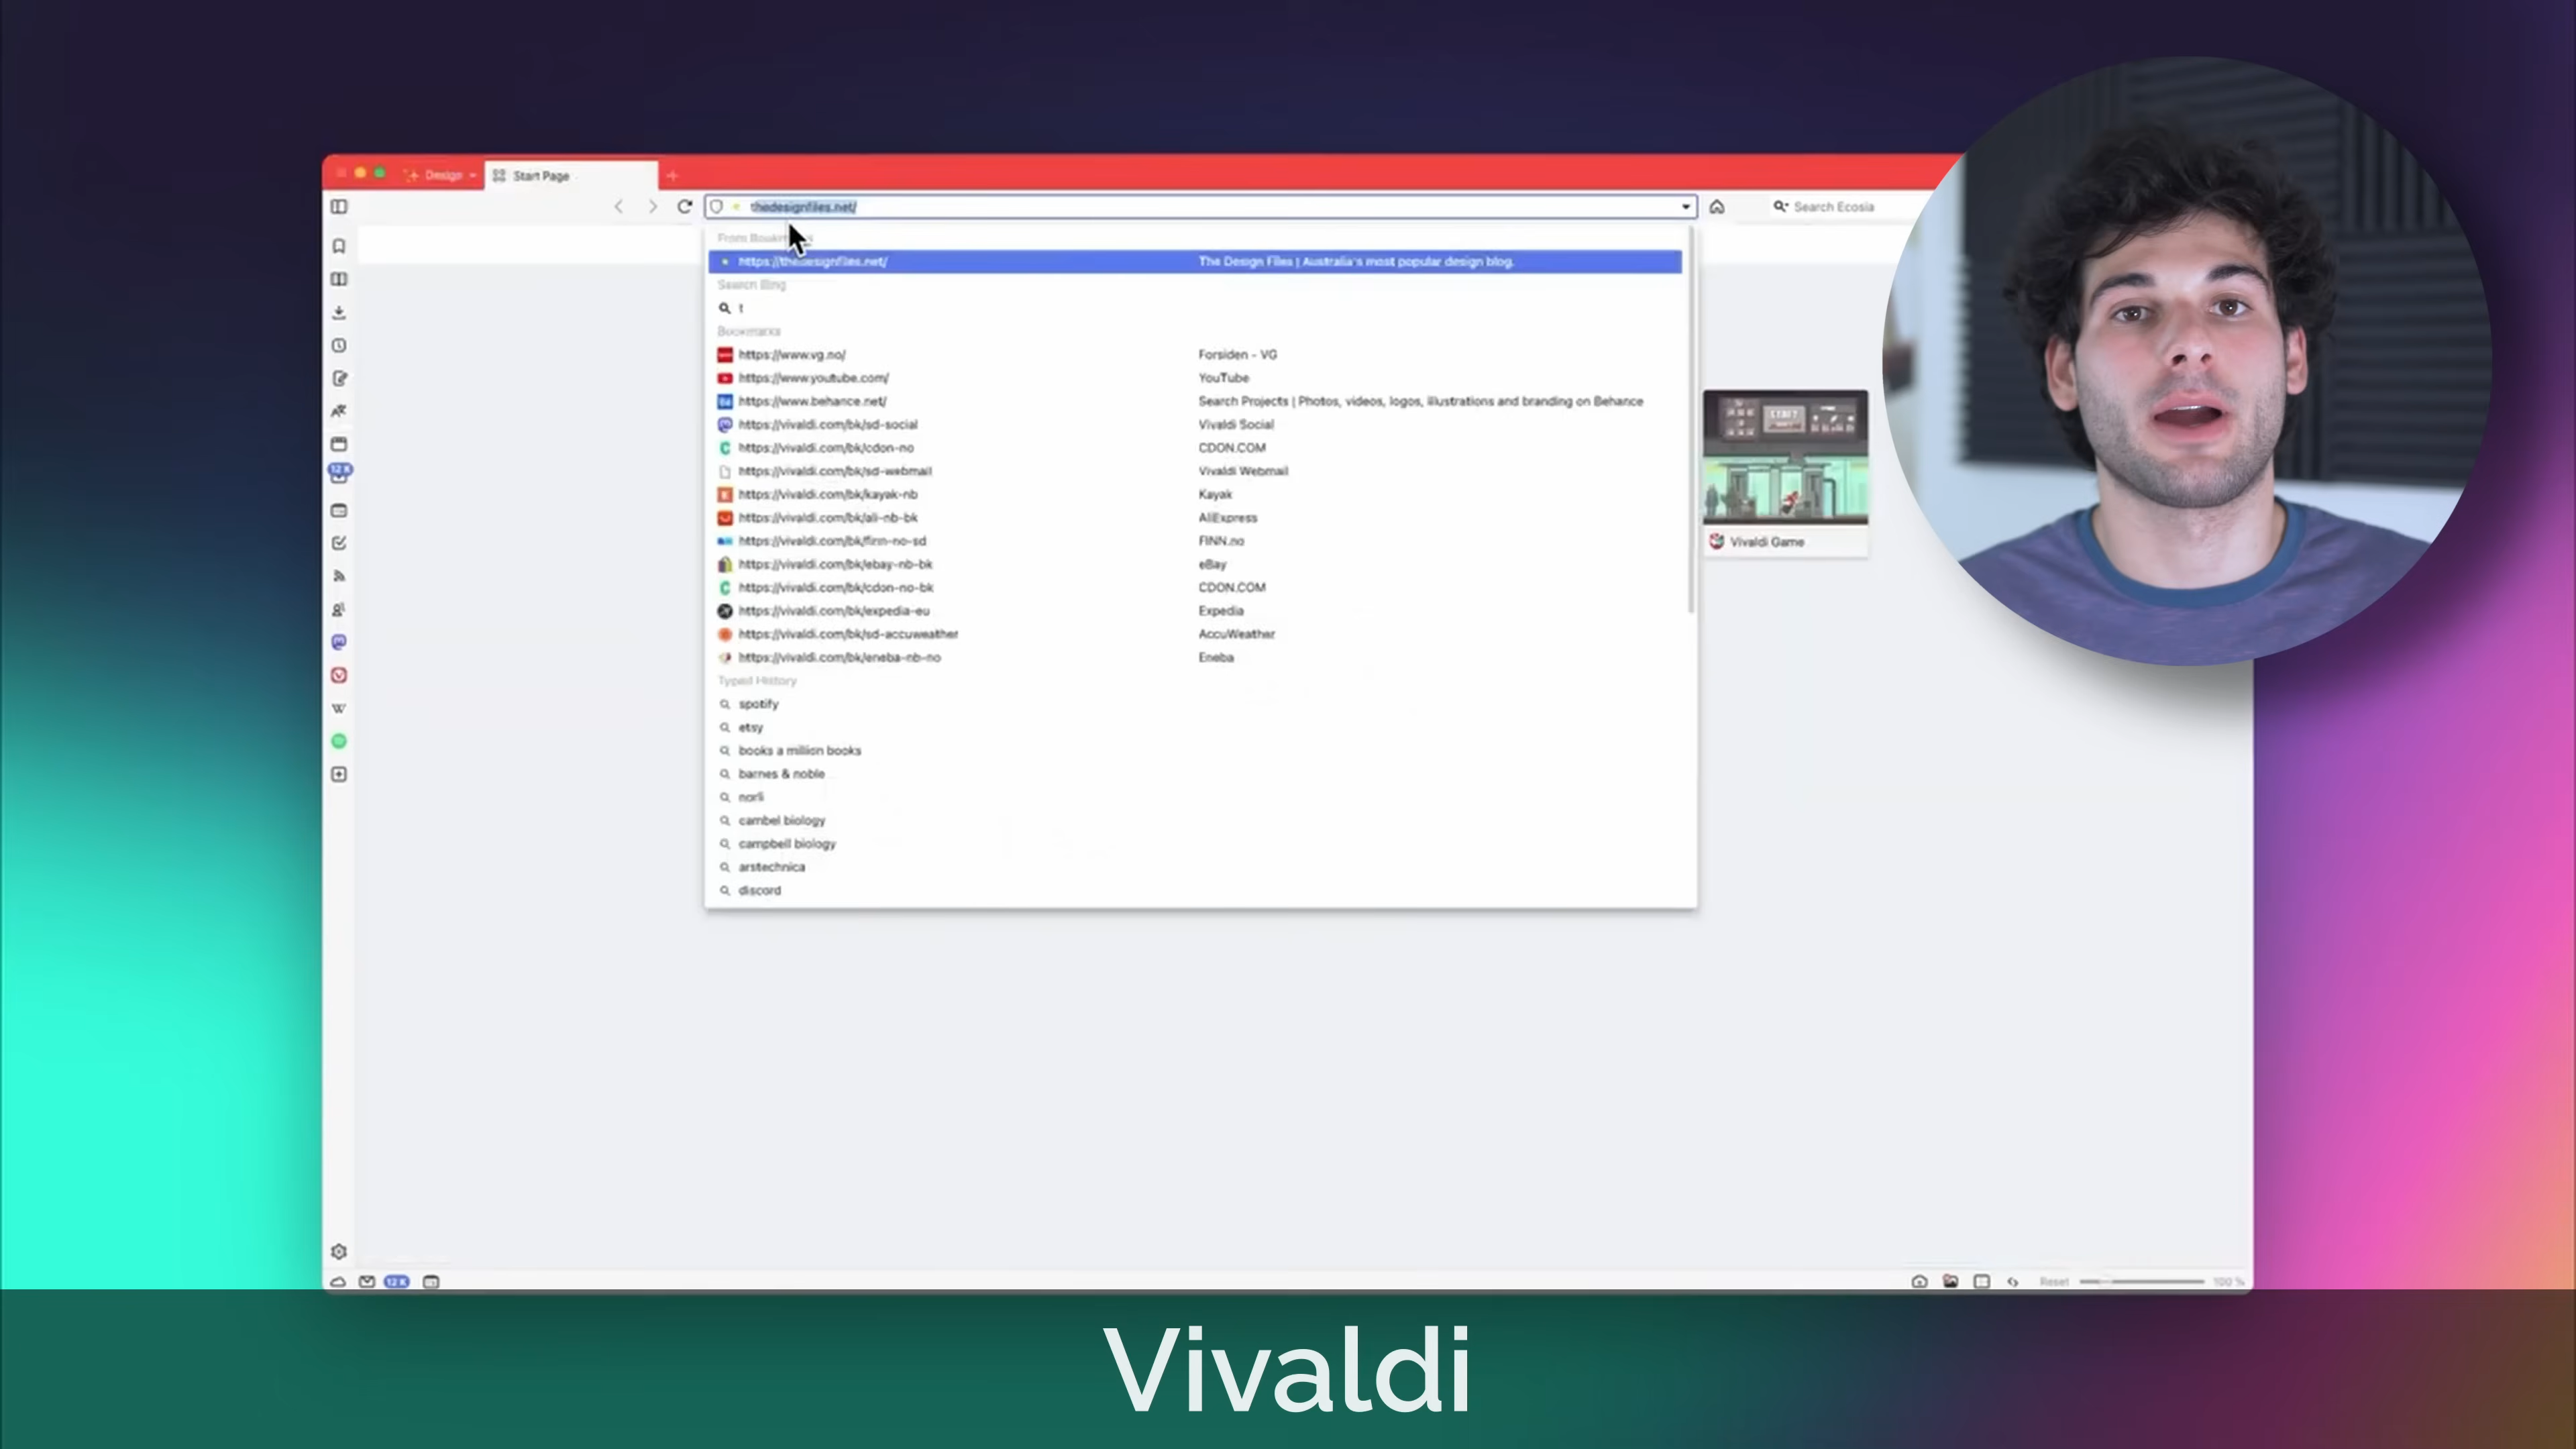 Design
Start Page
thedesignfiles.net/
Search Ecosia
From Bookm
https://thedesignfiles.net/ The Design Files | Australia's most popular design blog.
Search Bing
t
Bookmarks
https://www.vg.no/ Forsiden - VG
https://www.youtube.com/ YouTube
https://www.behance.net/ Search Projects | Photos, videos, logos, illustrations and branding on Behance
https://vivaldi.com/bk/sd-social Vivaldi Social
https://vivaldi.com/bk/cdon-no CDON.COM
https://vivaldi.com/bk/sd-webmail Vivaldi Webmail
https://vivaldi.com/bk/kayak-nb Kayak
https://vivaldi.com/bk/ali-nb-bk AliExpress
https://vivaldi.com/bk/finn-no-sd FINN.no
https://vivaldi.com/bk/ebay-nb-bk eBay
https://vivaldi.com/bk/cdon-no-bk CDON.COM
https://vivaldi.com/bk/expedia-eu Expedia
https://vivaldi.com/bk/sd-accuweather AccuWeather
https://vivaldi.com/bk/eneba-nb-no Eneba
Typed History
spotify
etsy
books a million books
barnes & noble
norli
cambel biology
campbell biology
arstechnica
discord
Vivaldi Game
12 K
W
12 K
Reset 100 %
Vivaldi